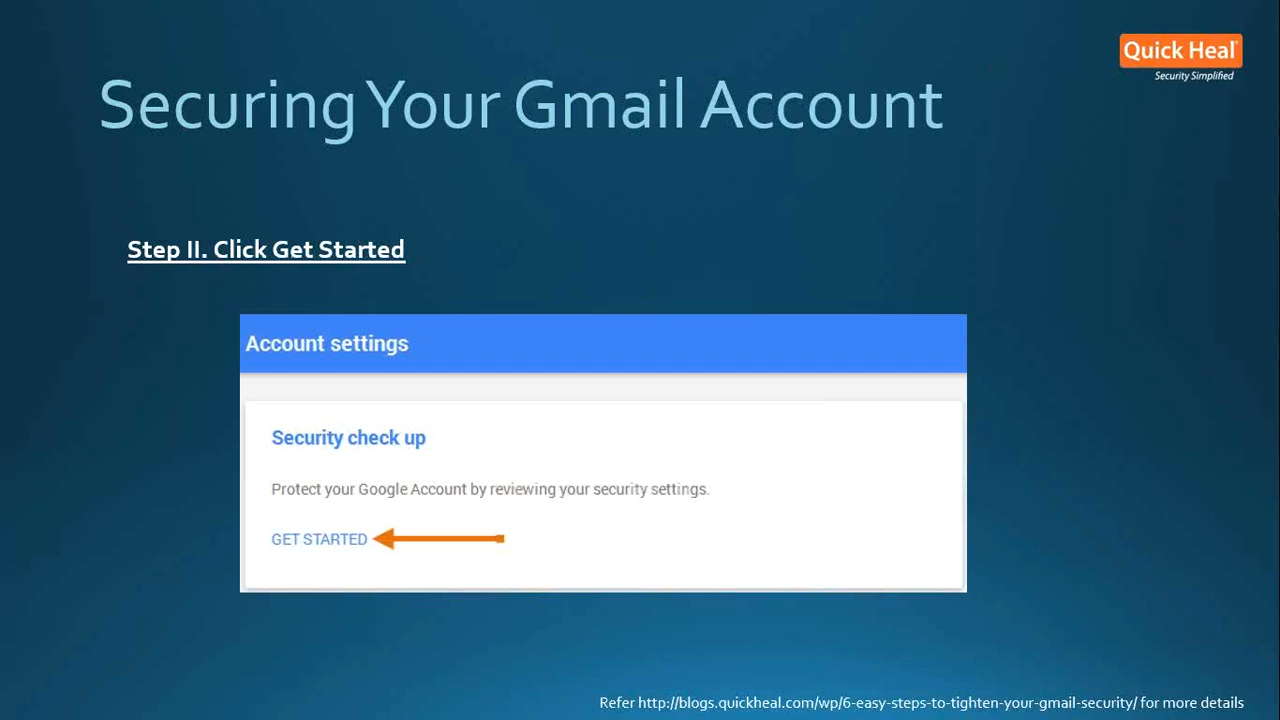 Quick Heal
Security Simplified
Securing Your Gmail Account
Step II. Click Get Started
Account settings
Security check up
Protect your Google Account by reviewing your security settings.
GET STARTED
Refer http://blogs.quickheal.com/wp/6-easy-steps-to-tighten-your-gmail-security/ for more details